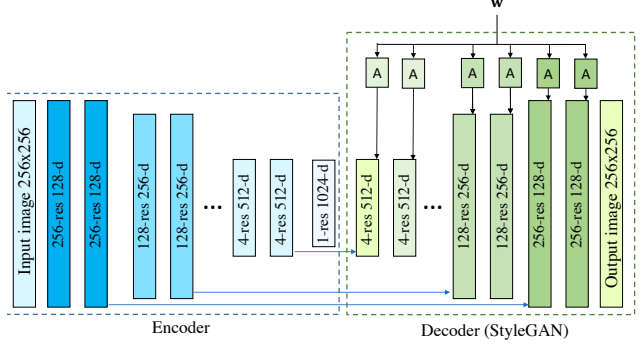 w
A
A
A
A
A
A
Input image 256x256
256-res 128-d
256-res 128-d
128-res 256-d
128-res 256-d
...
4-res 512-d
4-res 512-d
1-res 1024-d
4-res 512-d
4-res 512-d
...
128-res 256-d
128-res 256-d
256-res 128-d
256-res 128-d
Output image 256x256
Encoder
Decoder (StyleGAN)